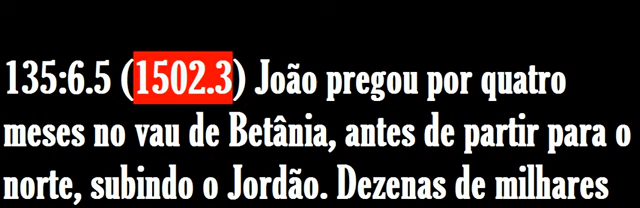 135:6.5 (1502.3) João pregou por quatro
meses no vau de Betânia, antes de partir para o
norte, subindo o Jordão. Dezenas de milhares